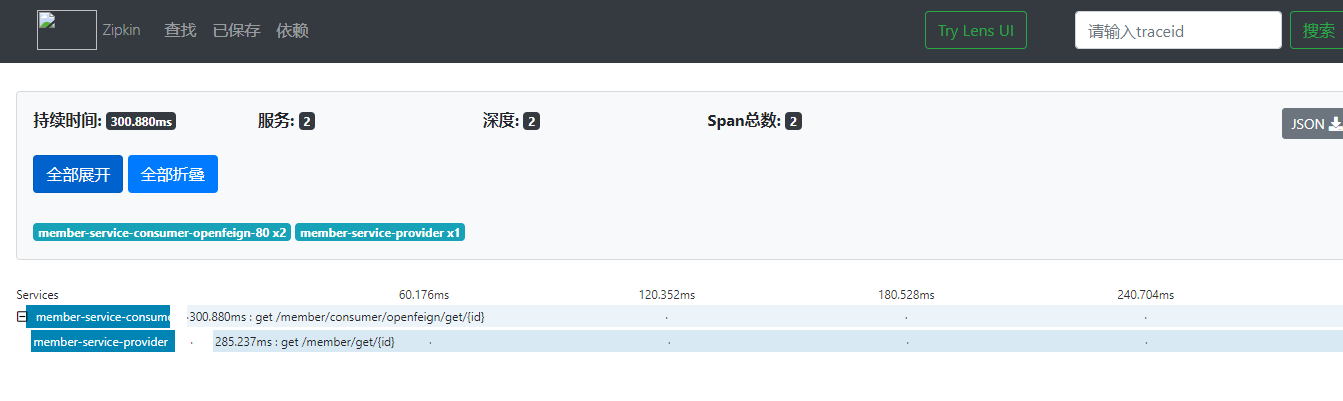 Zipkin 查找 已保存 依赖 Try Lens UI 请输入traceid 搜索
持续时间: 300.880ms 服务: 2 深度: 2 Span总数: 2 JSON
全部展开 全部折叠
member-service-consumer-openfeign-80 x2 member-service-provider x1
Services 60.176ms 120.352ms 180.528ms 240.704ms
member-service-consume 300.880ms : get /member/consumer/openfeign/get/{id}
member-service-provider 285.237ms : get /member/get/{id}